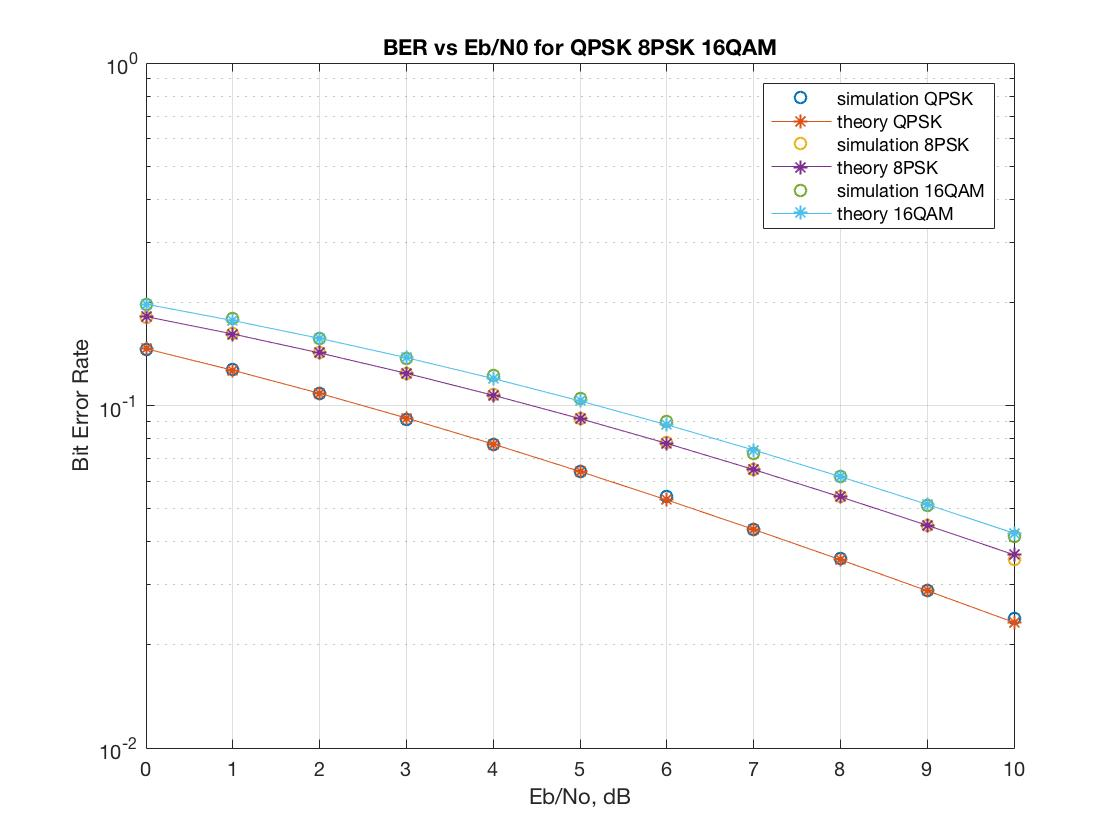 BER vs Eb/N0 for QPSK 8PSK 16QAM
10^0
simulation QPSK
theory QPSK
simulation 8PSK
theory 8PSK
simulation 16QAM
theory 16QAM
Bit Error Rate
10^-1
10^-2
0 1 2 3 4 5 6 7 8 9 10
Eb/No, dB